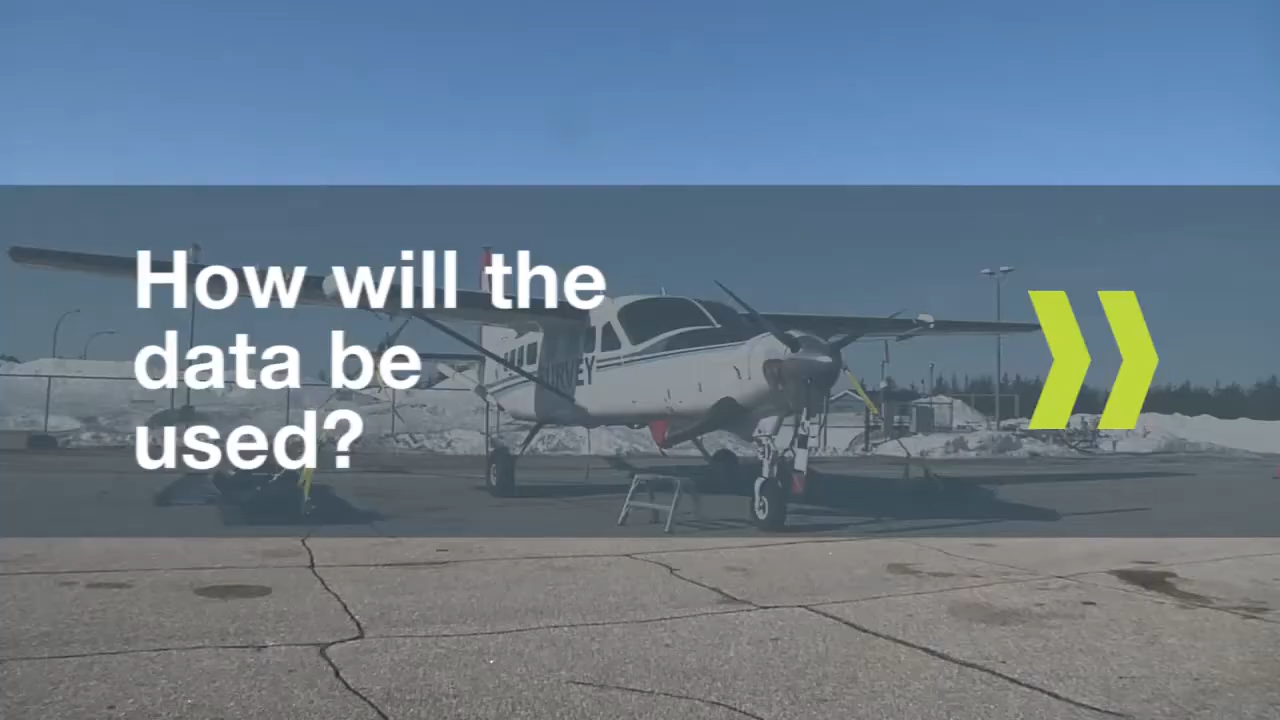 How will the
data be
used?